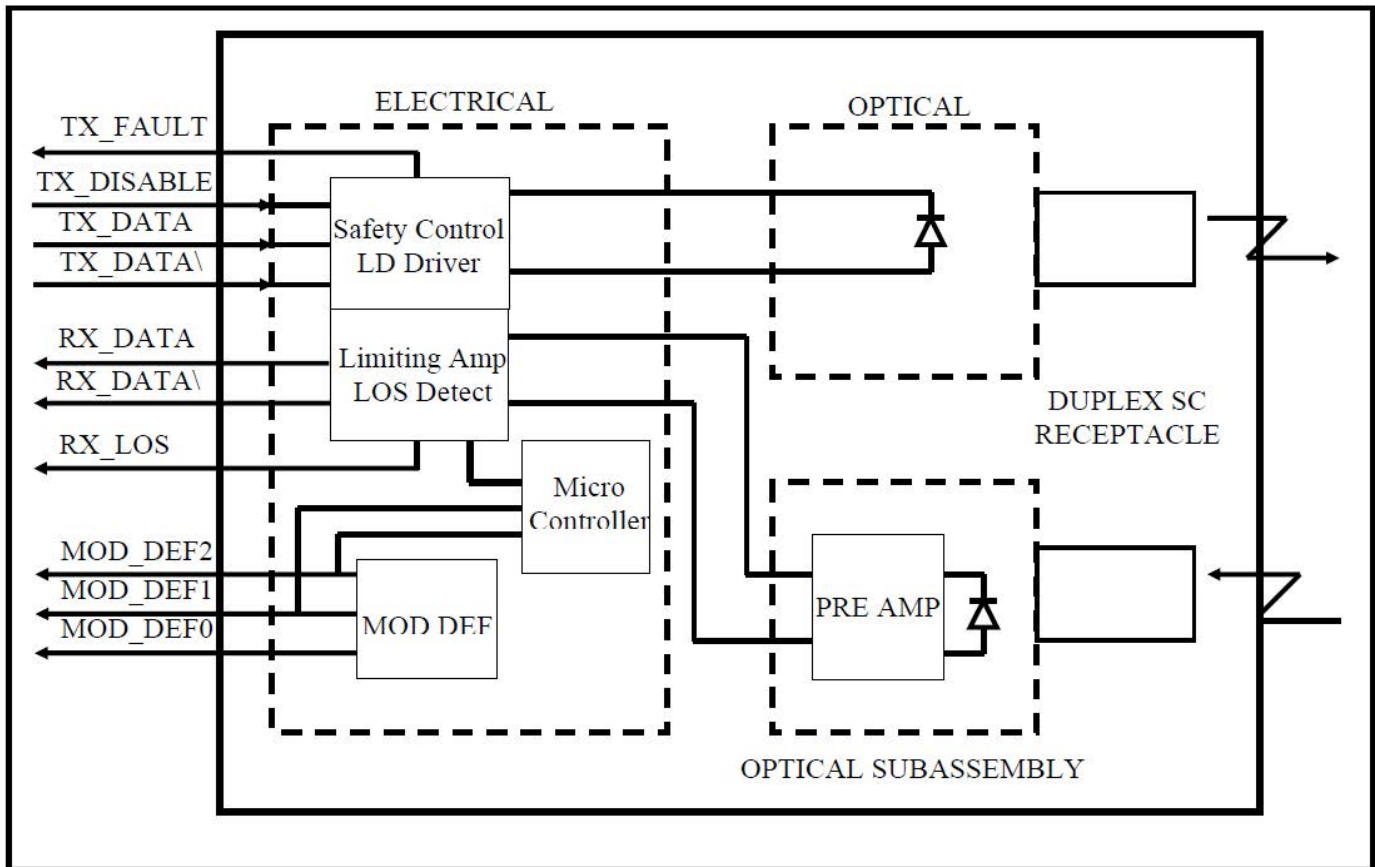 ELECTRICAL
OPTICAL
TX_FAULT
TX_DISABLE
TX_DATA
TX_DATA\
Safety Control
LD Driver
RX_DATA
RX_DATA\
Limiting Amp
LOS Detect
DUPLEX SC
RECEPTACLE
RX_LOS
Micro
Controller
MOD_DEF2
MOD_DEF1
MOD_DEF0
MOD DEF
PRE AMP
OPTICAL SUBASSEMBLY